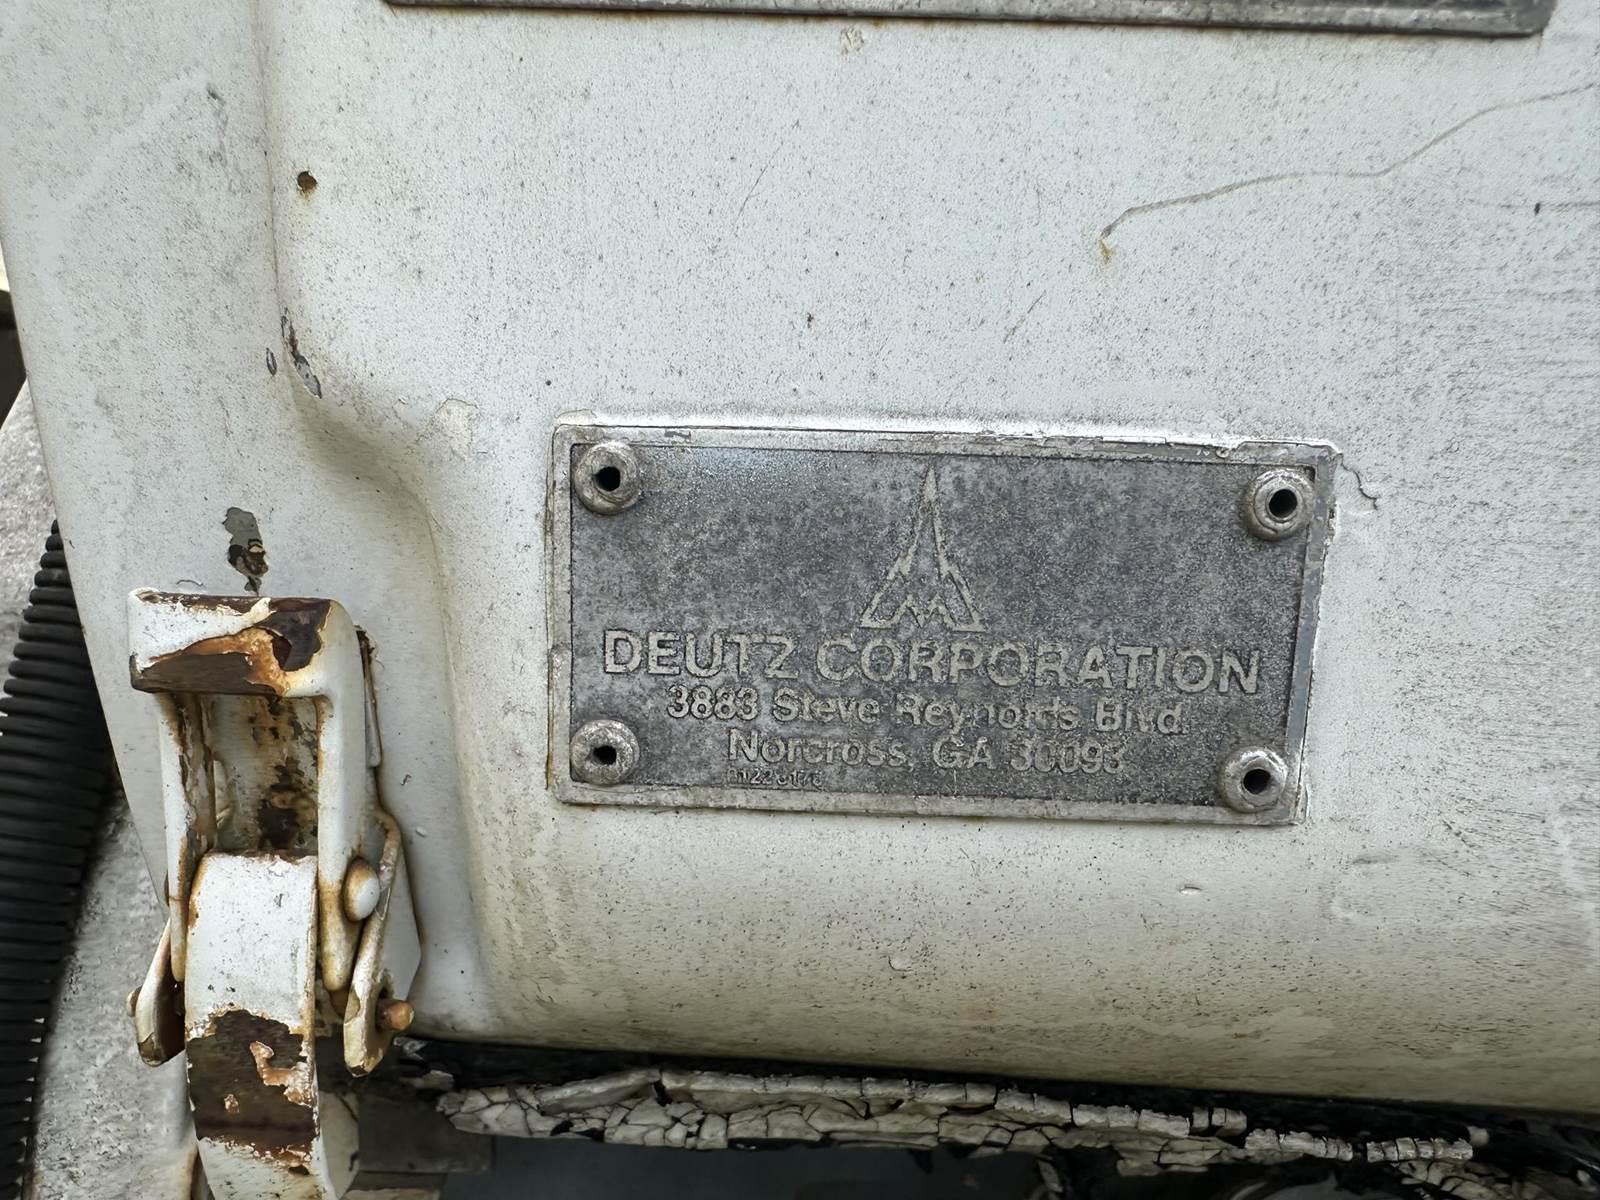 DEUTZ CORPORATION
3883 Steve Reynolds Blvd
Norcross, GA 30093